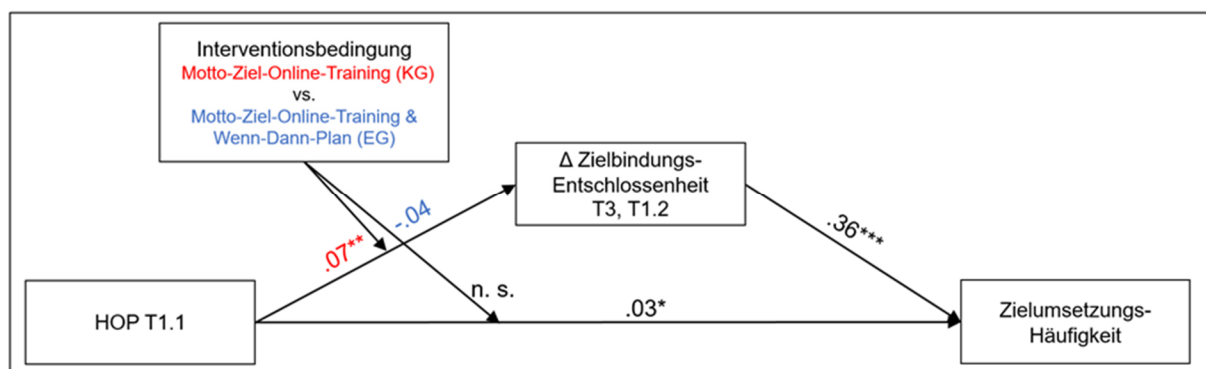 Interventionsbedingung
Motto-Ziel-Online-Training (KG)
vs.
Motto-Ziel-Online-Training &
Wenn-Dann-Plan (EG)
Δ Zielbindungs-
Entschlossenheit
T3, T1.2
.07**
-.04
.36***
n. s.
.03*
HOP T1.1
Zielumsetzungs-
Häufigkeit